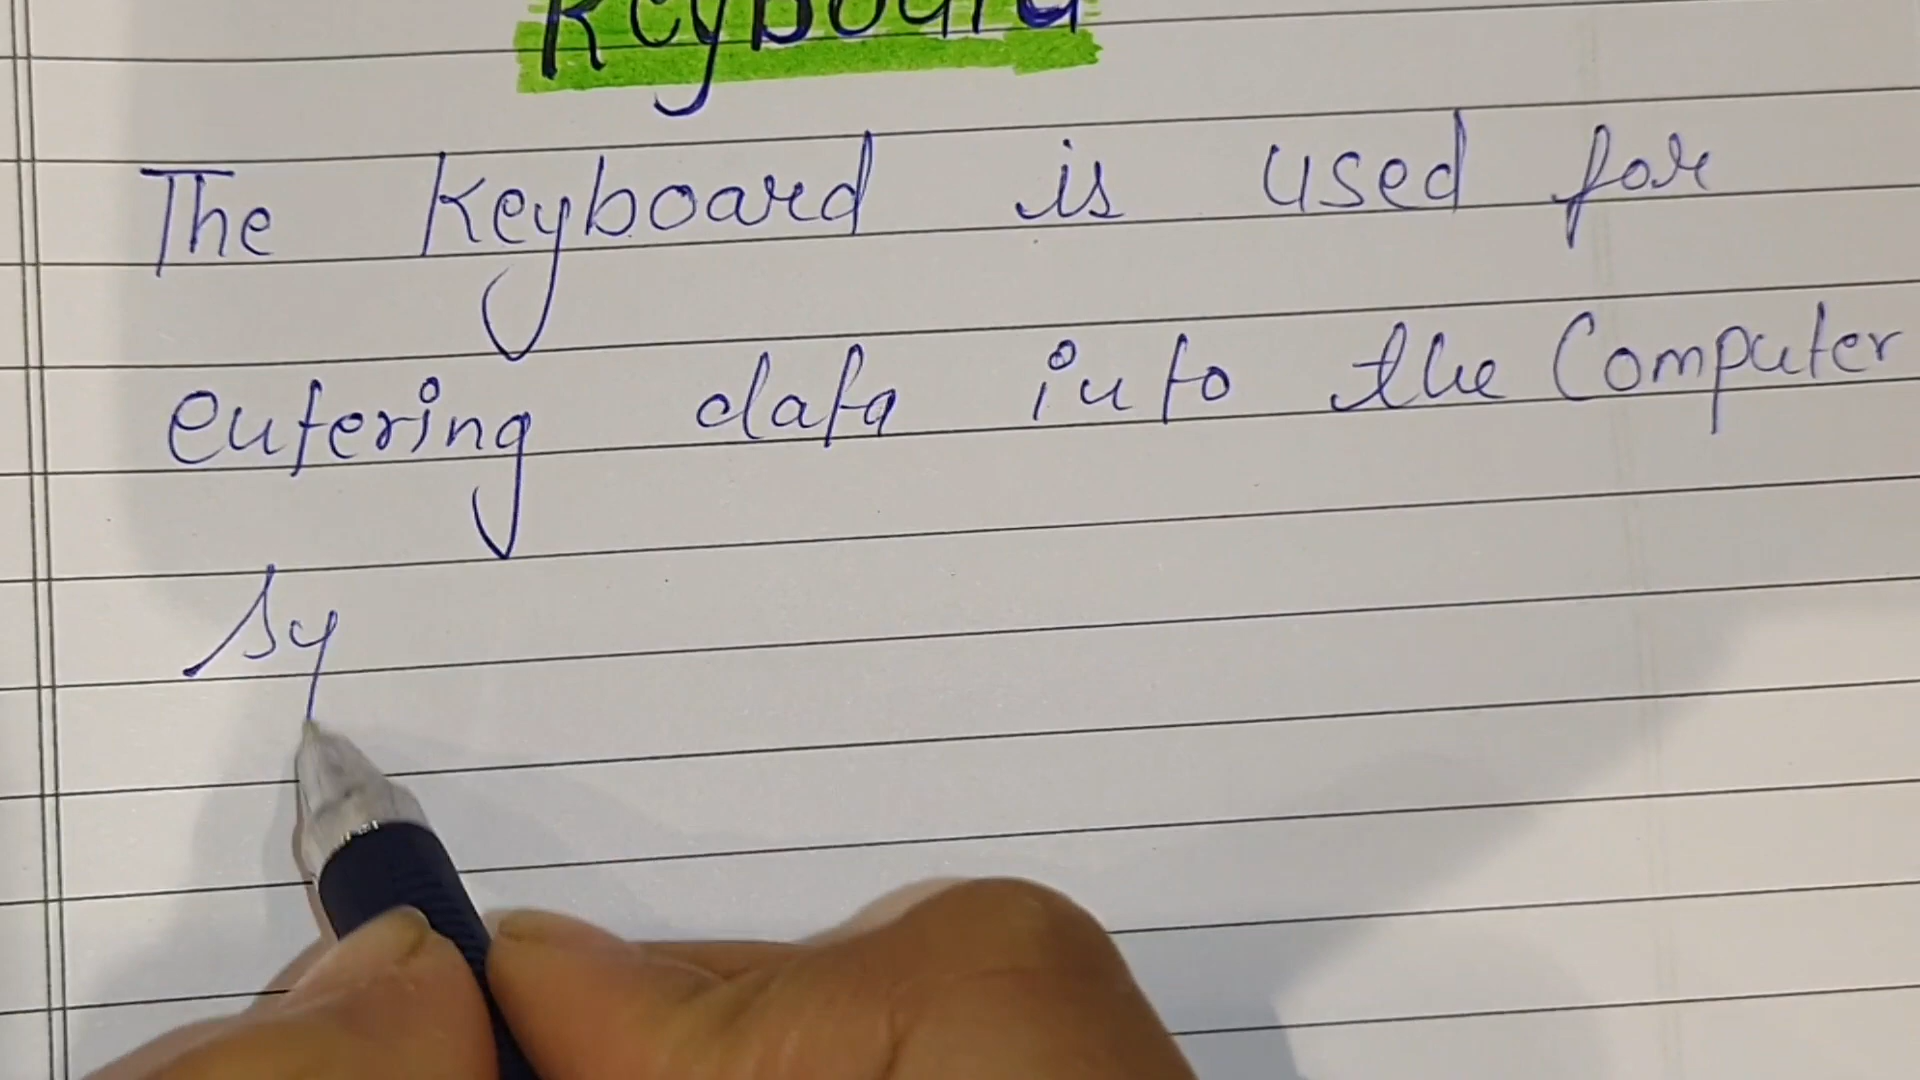 Keyboard
The Keyboard is used for
entering data into the Computer
Sy